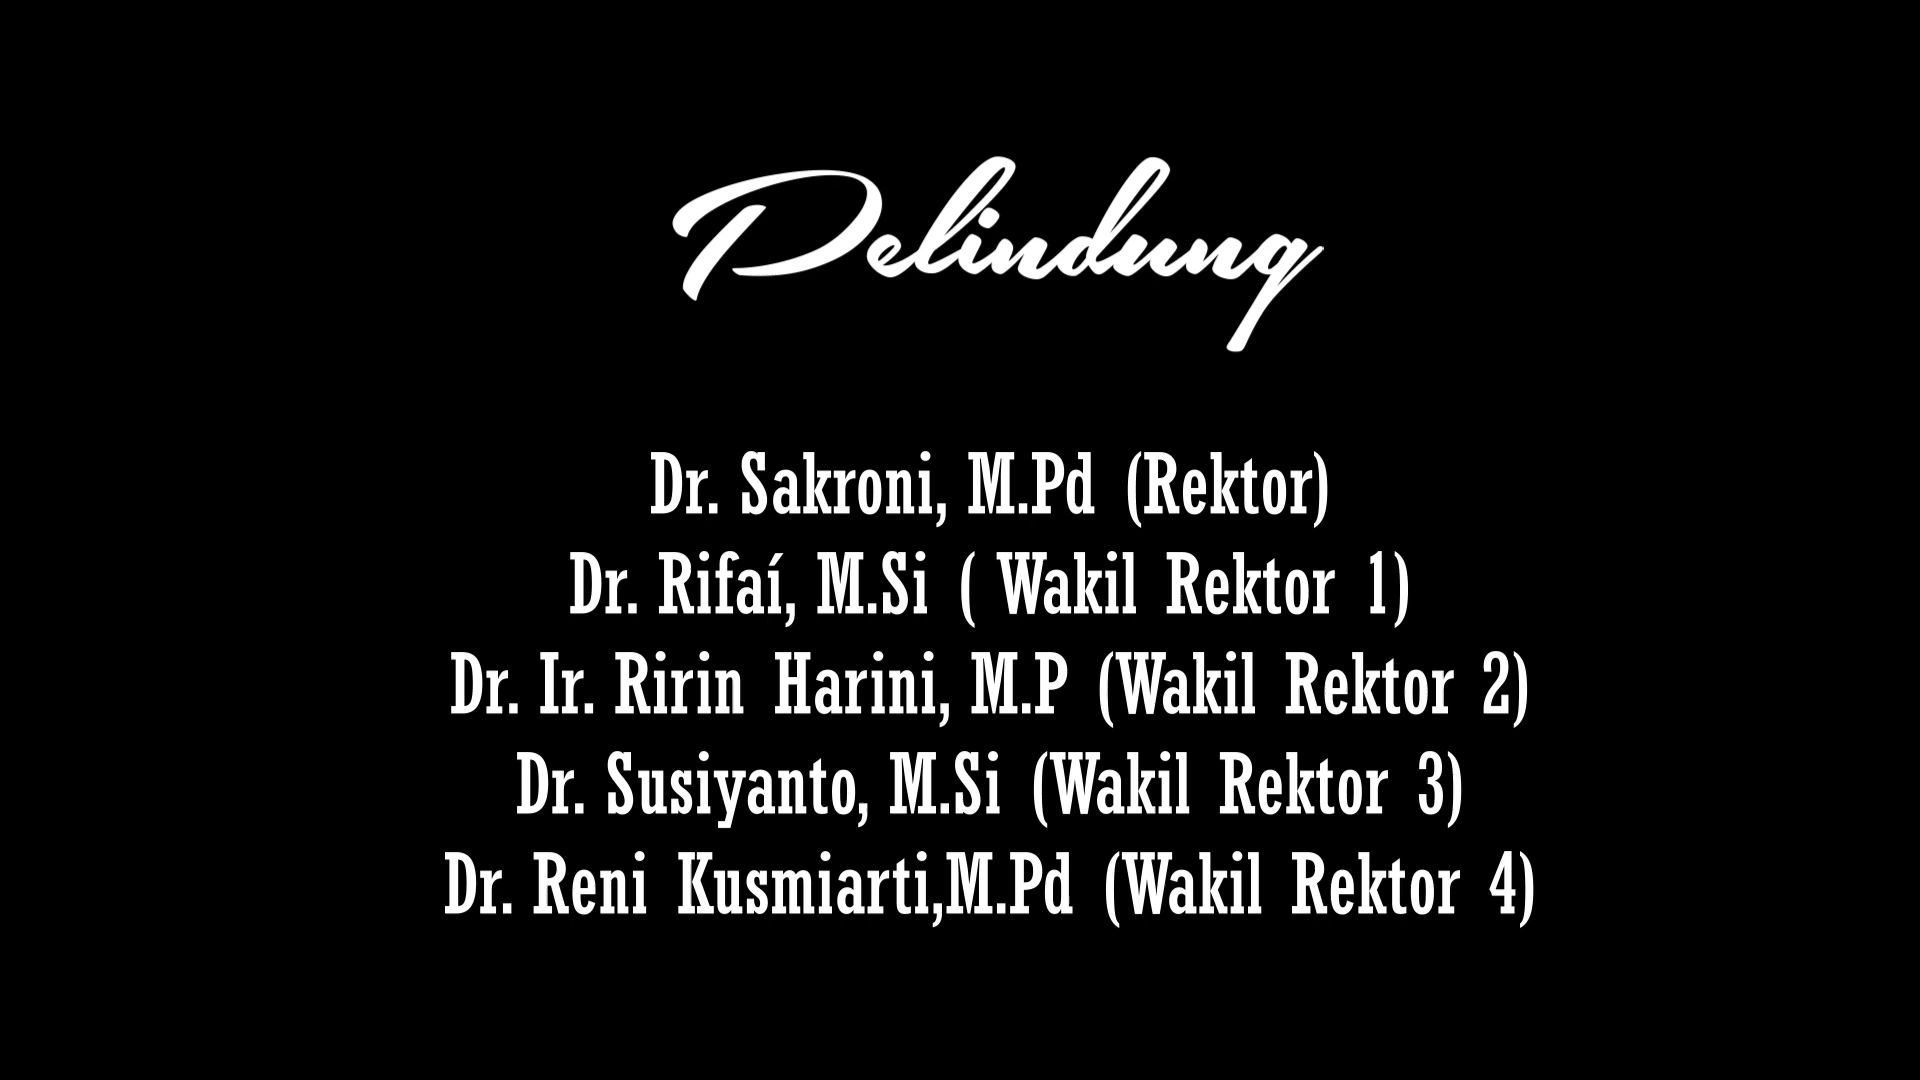 Pelindung
Dr. Sakroni, M.Pd (Rektor)
Dr. Rifaí, M.Si ( Wakil Rektor 1)
Dr. Ir. Ririn Harini, M.P (Wakil Rektor 2)
Dr. Susiyanto, M.Si (Wakil Rektor 3)
Dr. Reni Kusmiarti,M.Pd (Wakil Rektor 4)